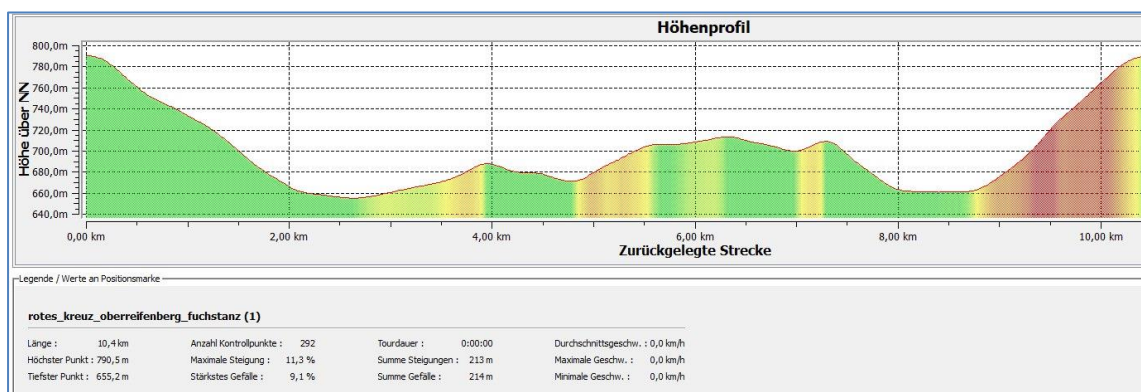 Höhenprofil
Höhe über NN
800,0m
780,0m
760,0m
740,0m
720,0m
700,0m
680,0m
660,0m
640,0m
0,00 km 2,00 km 4,00 km 6,00 km 8,00 km 10,00 km
Zurückgelegte Strecke
Legende / Werte an Positionsmarke
rotes_kreuz_oberreifenberg_fuchstanz (1)
Länge : 10,4 km Anzahl Kontrollpunkte : 292 Tourdauer : 0:00:00 Durchschnittsgeschw. : 0,0 km/h
Höchster Punkt : 790,5 m Maximale Steigung : 11,3 % Summe Steigungen : 213 m Maximale Geschw. : 0,0 km/h
Tiefster Punkt : 655,2 m Stärkstes Gefälle : 9,1 % Summe Gefälle : 214 m Minimale Geschw. : 0,0 km/h